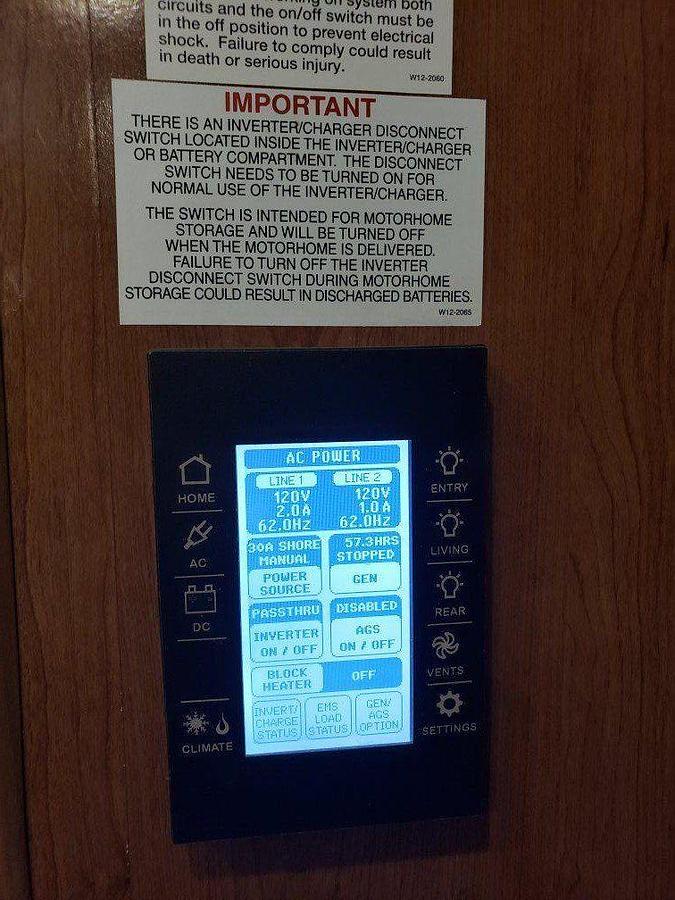 working on system both
circuits and the on/off switch must be
in the off position to prevent electrical
shock. Failure to comply could result
in death or serious injury.
W12-2060
IMPORTANT
THERE IS AN INVERTER/CHARGER DISCONNECT
SWITCH LOCATED INSIDE THE INVERTER/CHARGER
OR BATTERY COMPARTMENT. THE DISCONNECT
SWITCH NEEDS TO BE TURNED ON FOR
NORMAL USE OF THE INVERTER/CHARGER.
THE SWITCH IS INTENDED FOR MOTORHOME
STORAGE AND WILL BE TURNED OFF
WHEN THE MOTORHOME IS DELIVERED.
FAILURE TO TURN OFF THE INVERTER
DISCONNECT SWITCH DURING MOTORHOME
STORAGE COULD RESULT IN DISCHARGED BATTERIES.
W12-2065
HOME
AC
DC
CLIMATE
AC POWER
LINE 1 LINE 2
120V 120V
2.0A 1.0A
62.0Hz 62.0Hz
30A SHORE 57.3HRS
MANUAL STOPPED
POWER
SOURCE GEN
PASSTHRU DISABLED
INVERTER AGS
ON / OFF ON / OFF
BLOCK
HEATER OFF
INVERT/ EMS GEN/
CHARGE LOAD AGS
STATUS STATUS OPTION
ENTRY
LIVING
REAR
VENTS
SETTINGS